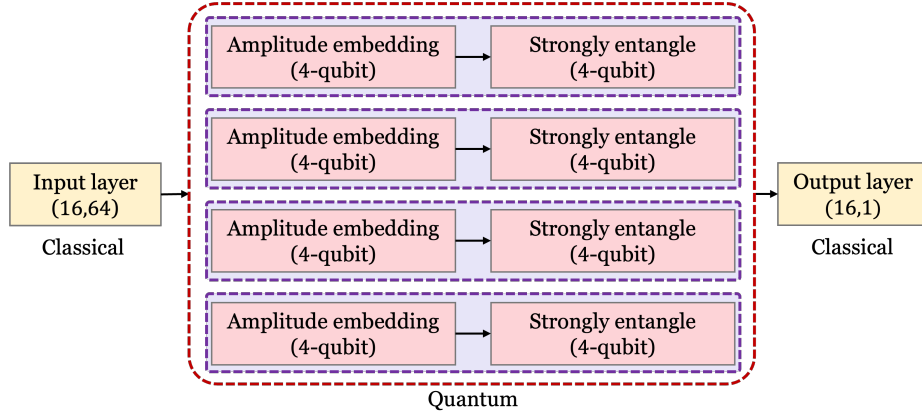 Amplitude embedding
(4-qubit)
Strongly entangle
(4-qubit)
Amplitude embedding
(4-qubit)
Strongly entangle
(4-qubit)
Input layer
(16,64)
Classical
Output layer
(16,1)
Classical
Amplitude embedding
(4-qubit)
Strongly entangle
(4-qubit)
Amplitude embedding
(4-qubit)
Strongly entangle
(4-qubit)
Quantum